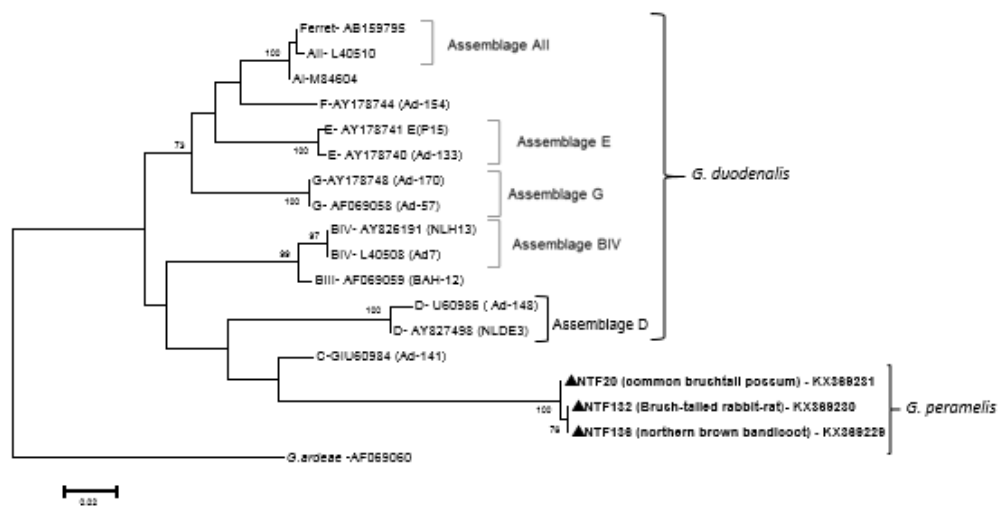 Ferret- AB159795
AII- L40510
Assemblage AII
100
AI-M84604
F-AY178744 (Ad-154)
E- AY178741 E(P15)
Assemblage E
E- AY178740 (Ad-133)
100
73
G. duodenalis
G-AY178748 (Ad-170)
Assemblage G
G- AF069058 (Ad-57)
100
BIV- AY826191 (NLH13)
97
Assemblage BIV
BIV- L40508 (Ad7)
99
BIII- AF069059 (BAH-12)
D- U60986 ( Ad-148)
100
Assemblage D
D- AY827498 (NLDE3)
C-GIU60984 (Ad-141)
▲NTF20 (common brushtail possum) - KX369231
▲NTF132 (Brush-tailed rabbit-rat)- KX369230
100
G. peramelis
▲NTF136 (northern brown bandicoot) - KX369229
76
G.ardeae -AF069060
0.02